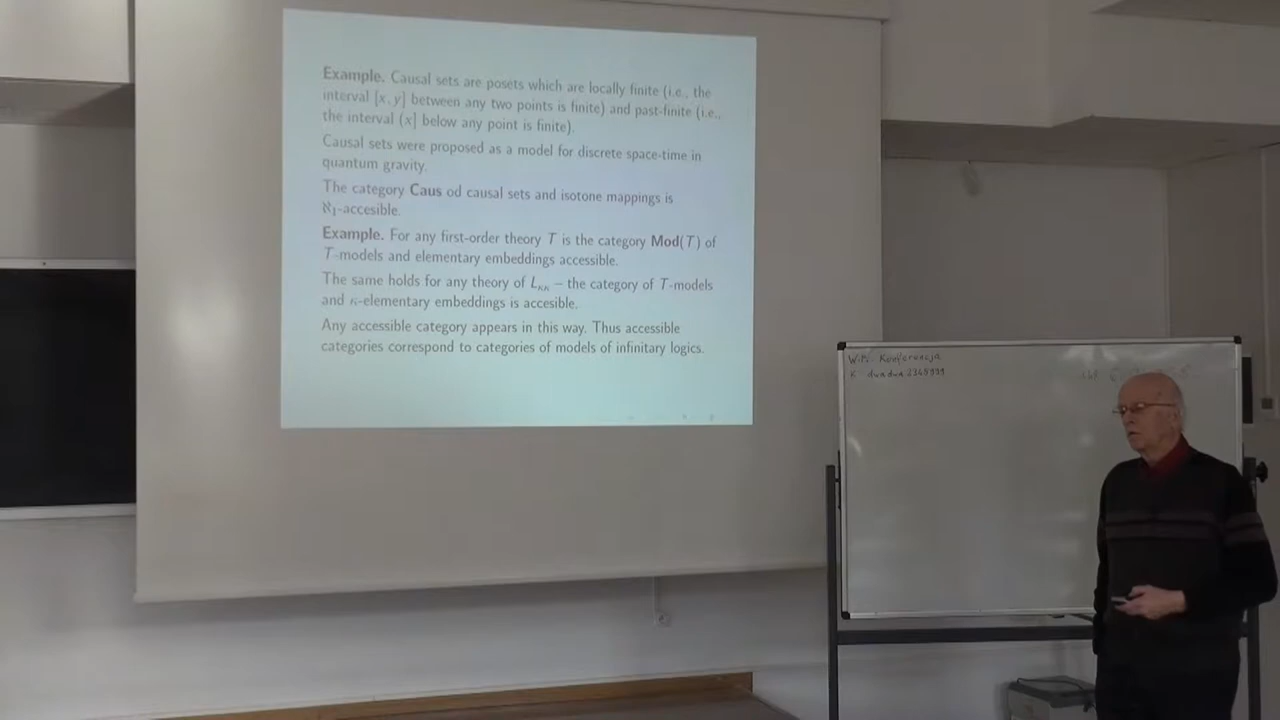 Example. Causal sets are posets which are locally finite (i.e., the
interval [x, y] between any two points is finite) and past-finite (i.e.,
the interval (x] below any point is finite).
Causal sets were proposed as a model for discrete space-time in
quantum gravity.
The category Caus od causal sets and isotone mappings is
ℵ₁-accesible.
Example. For any first-order theory T is the category Mod(T) of
T-models and elementary embeddings accessible.
The same holds for any theory of Lκκ – the category of T-models
and κ-elementary embeddings is accesible.
Any accessible category appears in this way. Thus accessible
categories correspond to categories of models of infinitary logics.
Konferencja